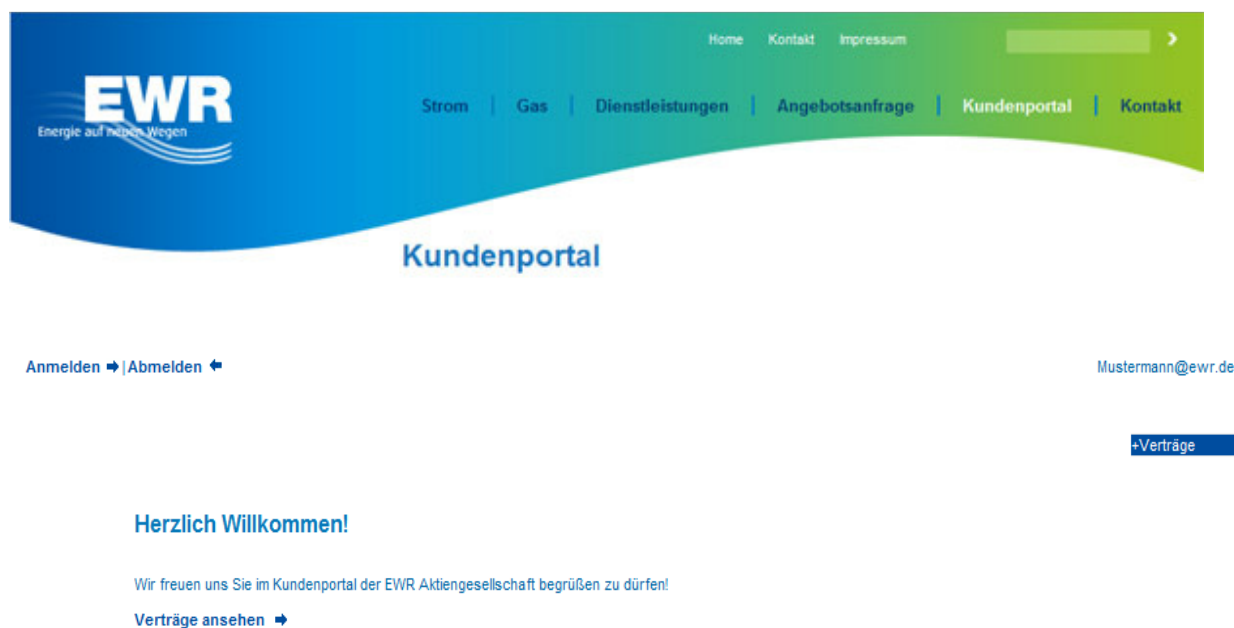 Home Kontakt Impressum
EWR
Energie auf neuen Wegen
Strom | Gas | Dienstleistungen | Angebotsanfrage | Kundenportal | Kontakt
Kundenportal
Anmelden ➡ | Abmelden ⬅
Mustermann@ewr.de
+Verträge
Herzlich Willkommen!
Wir freuen uns Sie im Kundenportal der EWR Aktiengesellschaft begrüßen zu dürfen!
Verträge ansehen ➡